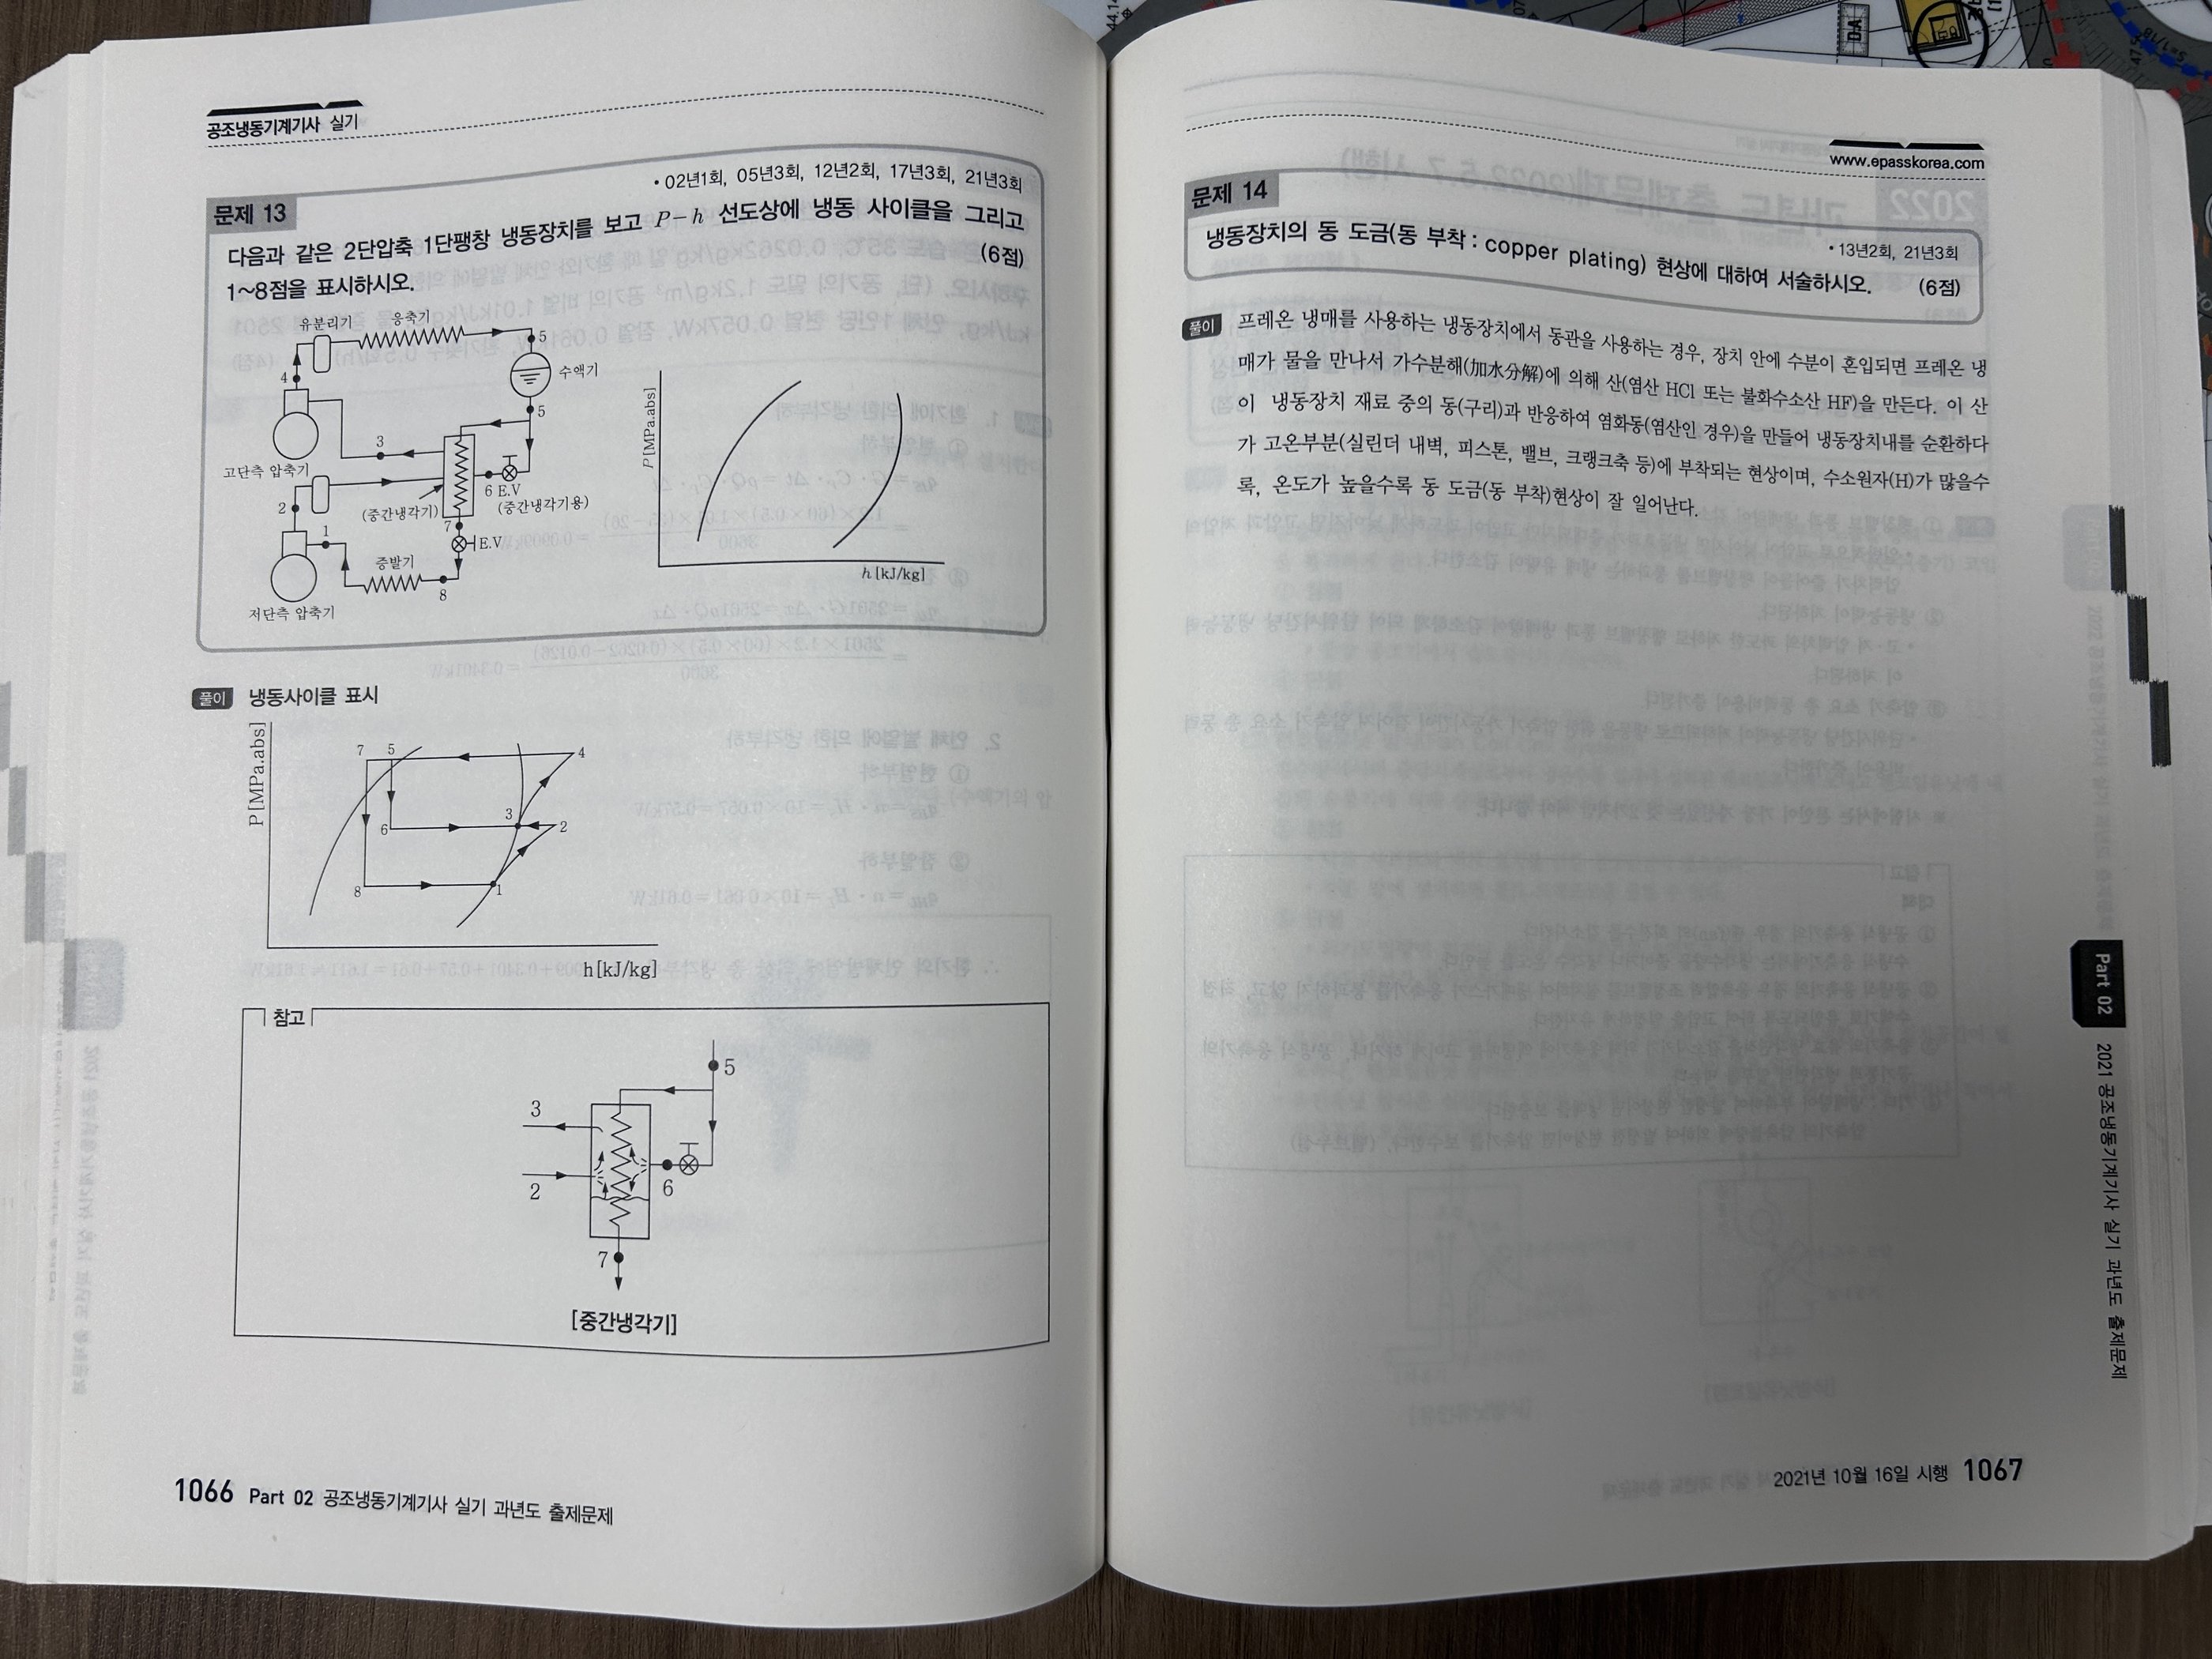 공조냉동기계기사 실기
• 02년1회, 05년3회, 12년2회, 17년3회, 21년3회
문제 13
다음과 같은 2단압축 1단팽창 냉동장치를 보고 P-h 선도상에 냉동 사이클을 그리고
1~8점을 표시하시오.
(6점)
유분리기
응축기
5
수액기
4
5
3
고단측 압축기
6 E.V
(중간냉각기)
(중간냉각기용)
2
7
1
E.V
증발기
8
저단측 압축기
P[MPa.abs]
h[kJ/kg]
풀이 냉동사이클 표시
P[MPa.abs]
7 5 4
6 3 2
8 1
h[kJ/kg]
참고
5
3
2
6
7
[중간냉각기]
1066 Part 02 공조냉동기계기사 실기 과년도 출제문제
www.epasskorea.com
문제 14
• 13년2회, 21년3회
냉동장치의 동 도금(동 부착 : copper plating) 현상에 대하여 서술하시오.
(6점)
풀이 프레온 냉매를 사용하는 냉동장치에서 동관을 사용하는 경우, 장치 안에 수분이 혼입되면 프레온 냉
매가 물을 만나서 가수분해(加水分解)에 의해 산(염산 HCl 또는 불화수소산 HF)을 만든다. 이 산
이 냉동장치 재료 중의 동(구리)과 반응하여 염화동(염산인 경우)을 만들어 냉동장치내를 순환하다
가 고온부분(실린더 내벽, 피스톤, 밸브, 크랭크축 등)에 부착되는 현상이며, 수소원자(H)가 많을수
록, 온도가 높을수록 동 도금(동 부착)현상이 잘 일어난다.
Part 02
2021 공조냉동기계기사 실기 과년도 출제문제
2021년 10월 16일 시행 1067